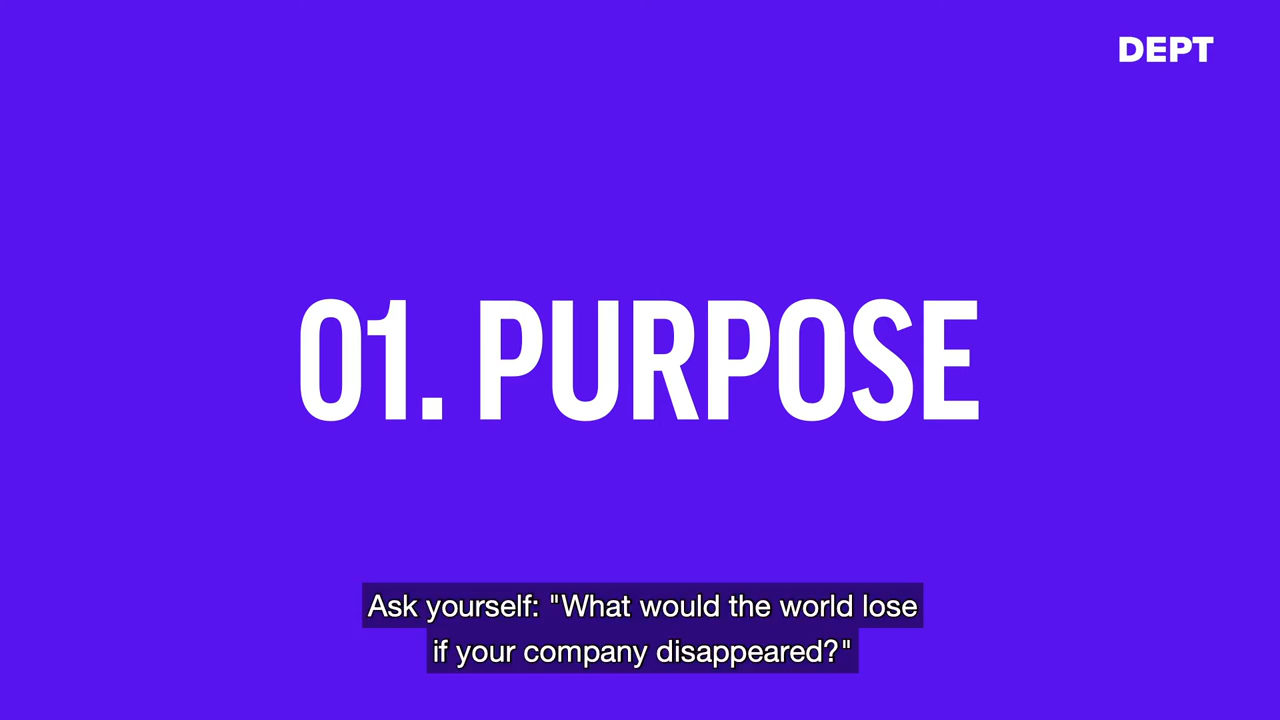 DEPT
01. PURPOSE
Ask yourself: "What would the world lose
if your company disappeared?"